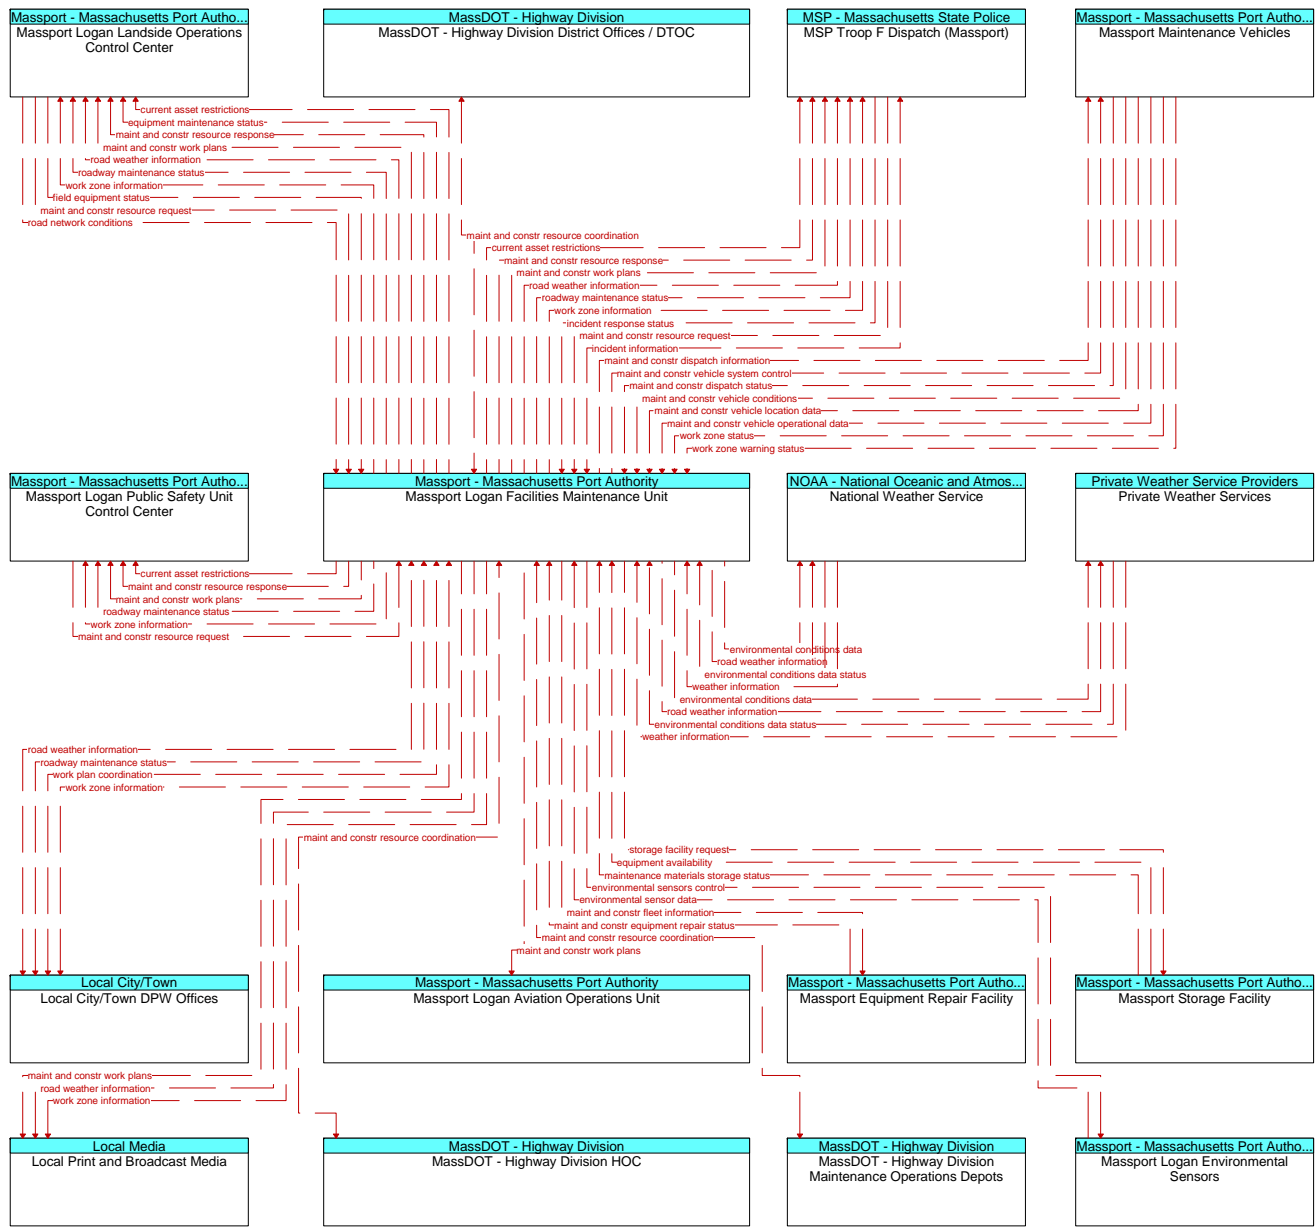 Massport - Massachusetts Port Autho...
Massport Logan Landside Operations
Control Center
MassDOT - Highway Division
MassDOT - Highway Division District Offices / DTOC
MSP - Massachusetts State Police
MSP Troop F Dispatch (Massport)
Massport - Massachusetts Port Autho...
Massport Maintenance Vehicles
current asset restrictions
equipment maintenance status
maint and constr resource response
maint and constr work plans
road weather information
roadway maintenance status
work zone information
field equipment status
maint and constr resource request
road network conditions
maint and constr resource coordination
current asset restrictions
maint and constr resource response
maint and constr work plans
road weather information
roadway maintenance status
work zone information
incident response status
maint and constr resource request
incident information
maint and constr dispatch information
maint and constr vehicle system control
maint and constr dispatch status
maint and constr vehicle conditions
maint and constr vehicle location data
maint and constr vehicle operational data
work zone status
work zone warning status
Massport - Massachusetts Port Autho...
Massport Logan Public Safety Unit
Control Center
Massport - Massachusetts Port Authority
Massport Logan Facilities Maintenance Unit
NOAA - National Oceanic and Atmos...
National Weather Service
Private Weather Service Providers
Private Weather Services
current asset restrictions
maint and constr resource response
maint and constr work plans
roadway maintenance status
work zone information
maint and constr resource request
environmental conditions data
road weather information
environmental conditions data status
weather information
environmental conditions data
road weather information
environmental conditions data status
weather information
road weather information
roadway maintenance status
work plan coordination
work zone information
maint and constr resource coordination
storage facility request
equipment availability
maintenance materials storage status
environmental sensors control
environmental sensor data
maint and constr fleet information
maint and constr equipment repair status
maint and constr resource coordination
maint and constr work plans
Local City/Town
Local City/Town DPW Offices
Massport - Massachusetts Port Authority
Massport Logan Aviation Operations Unit
Massport - Massachusetts Port Autho...
Massport Equipment Repair Facility
Massport - Massachusetts Port Autho...
Massport Storage Facility
maint and constr work plans
road weather information
work zone information
Local Media
Local Print and Broadcast Media
MassDOT - Highway Division
MassDOT - Highway Division HOC
MassDOT - Highway Division
MassDOT - Highway Division
Maintenance Operations Depots
Massport - Massachusetts Port Autho...
Massport Logan Environmental
Sensors